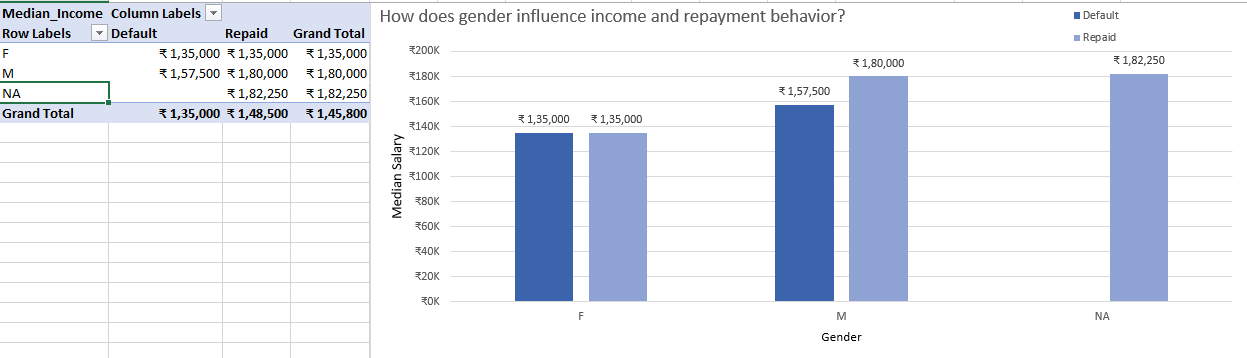 Median_Income Column Labels
Row Labels Default Repaid Grand Total
F ₹ 1,35,000 ₹ 1,35,000 ₹ 1,35,000
M ₹ 1,57,500 ₹ 1,80,000 ₹ 1,80,000
NA ₹ 1,82,250 ₹ 1,82,250
Grand Total ₹ 1,35,000 ₹ 1,48,500 ₹ 1,45,800
How does gender influence income and repayment behavior?
Default
Repaid
Median Salary
₹200K
₹180K
₹160K
₹140K
₹120K
₹100K
₹80K
₹60K
₹40K
₹20K
₹0K
₹ 1,35,000 ₹ 1,35,000
₹ 1,57,500
₹ 1,80,000
₹ 1,82,250
F M NA
Gender